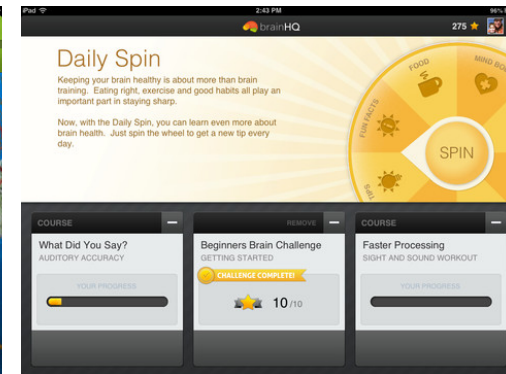 iPad
2:43 PM
96%
brainHQ
275
Daily Spin
Keeping your brain healthy is about more than brain
training. Eating right, exercise and good habits all play an
important part in staying sharp.
Now, with the Daily Spin, you can learn even more about
brain health. Just spin the wheel to get a new tip every
day.
FOOD
MIND BO
FUN FACTS
TIPS
SPIN
COURSE
What Did You Say?
AUDITORY ACCURACY
YOUR PROGRESS
REMOVE
Beginners Brain Challenge
GETTING STARTED
CHALLENGE COMPLETE!
10/10
COURSE
Faster Processing
SIGHT AND SOUND WORKOUT
YOUR PROGRESS